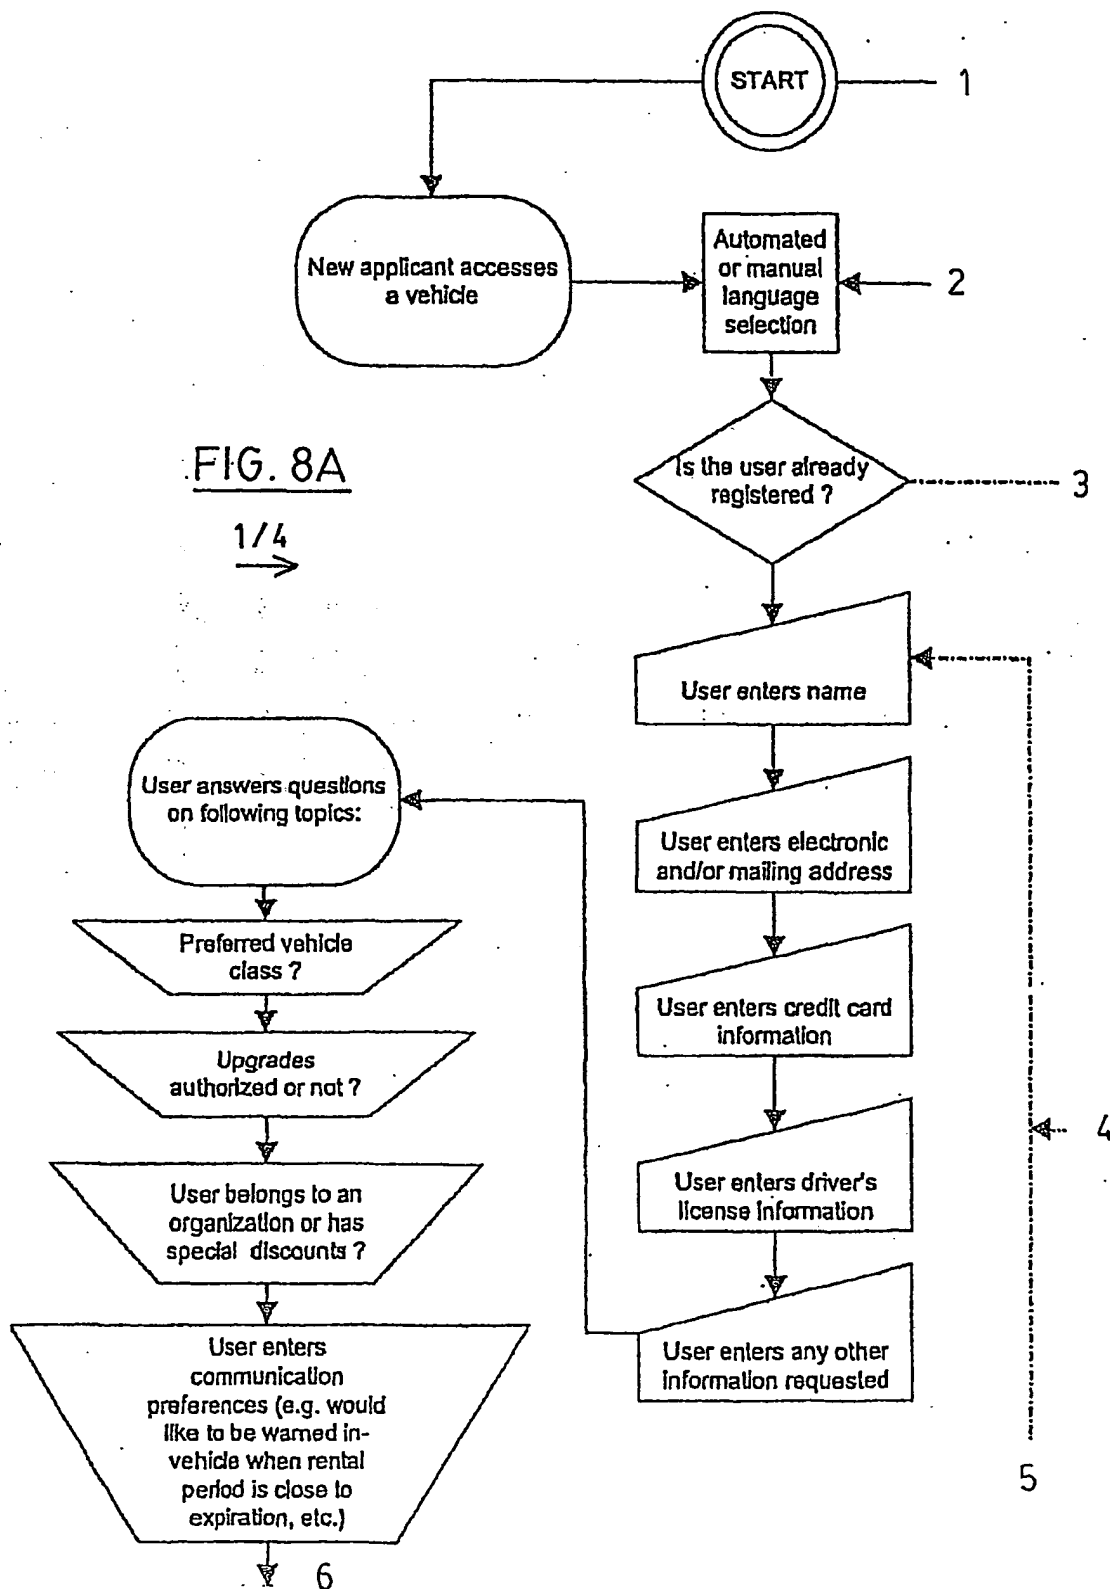 START
1
New applicant accesses
a vehicle
Automated
or manual
language
selection
2
FIG. 8A
1/4
Is the user already
registered ?
3
User enters name
User enters electronic
and/or mailing address
User enters credit card
information
User enters driver's
license information
User enters any other
information requested
4
5
User answers questions
on following topics:
Preferred vehicle
class ?
Upgrades
authorized or not ?
User belongs to an
organization or has
special discounts ?
User enters
communication
preferences (e.g. would
like to be warned in-
vehicle when rental
period is close to
expiration, etc.)
6